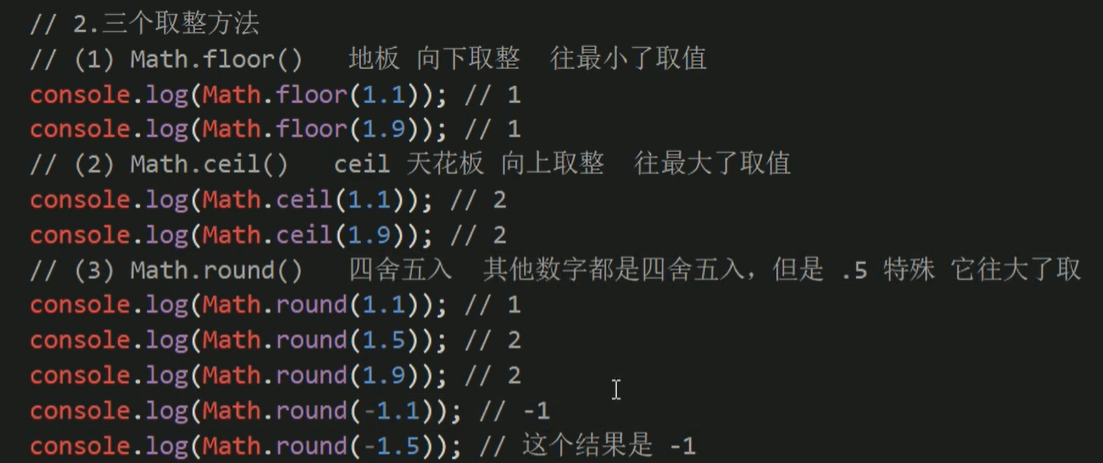 // 2.三个取整方法
// (1) Math.floor()   地板 向下取整  往最小了取值
console.log(Math.floor(1.1)); // 1
console.log(Math.floor(1.9)); // 1
// (2) Math.ceil()   ceil 天花板 向上取整  往最大了取值
console.log(Math.ceil(1.1)); // 2
console.log(Math.ceil(1.9)); // 2
// (3) Math.round()   四舍五入  其他数字都是四舍五入，但是 .5 特殊 它往大了取
console.log(Math.round(1.1)); // 1
console.log(Math.round(1.5)); // 2
console.log(Math.round(1.9)); // 2
console.log(Math.round(-1.1)); // -1
console.log(Math.round(-1.5)); // 这个结果是 -1